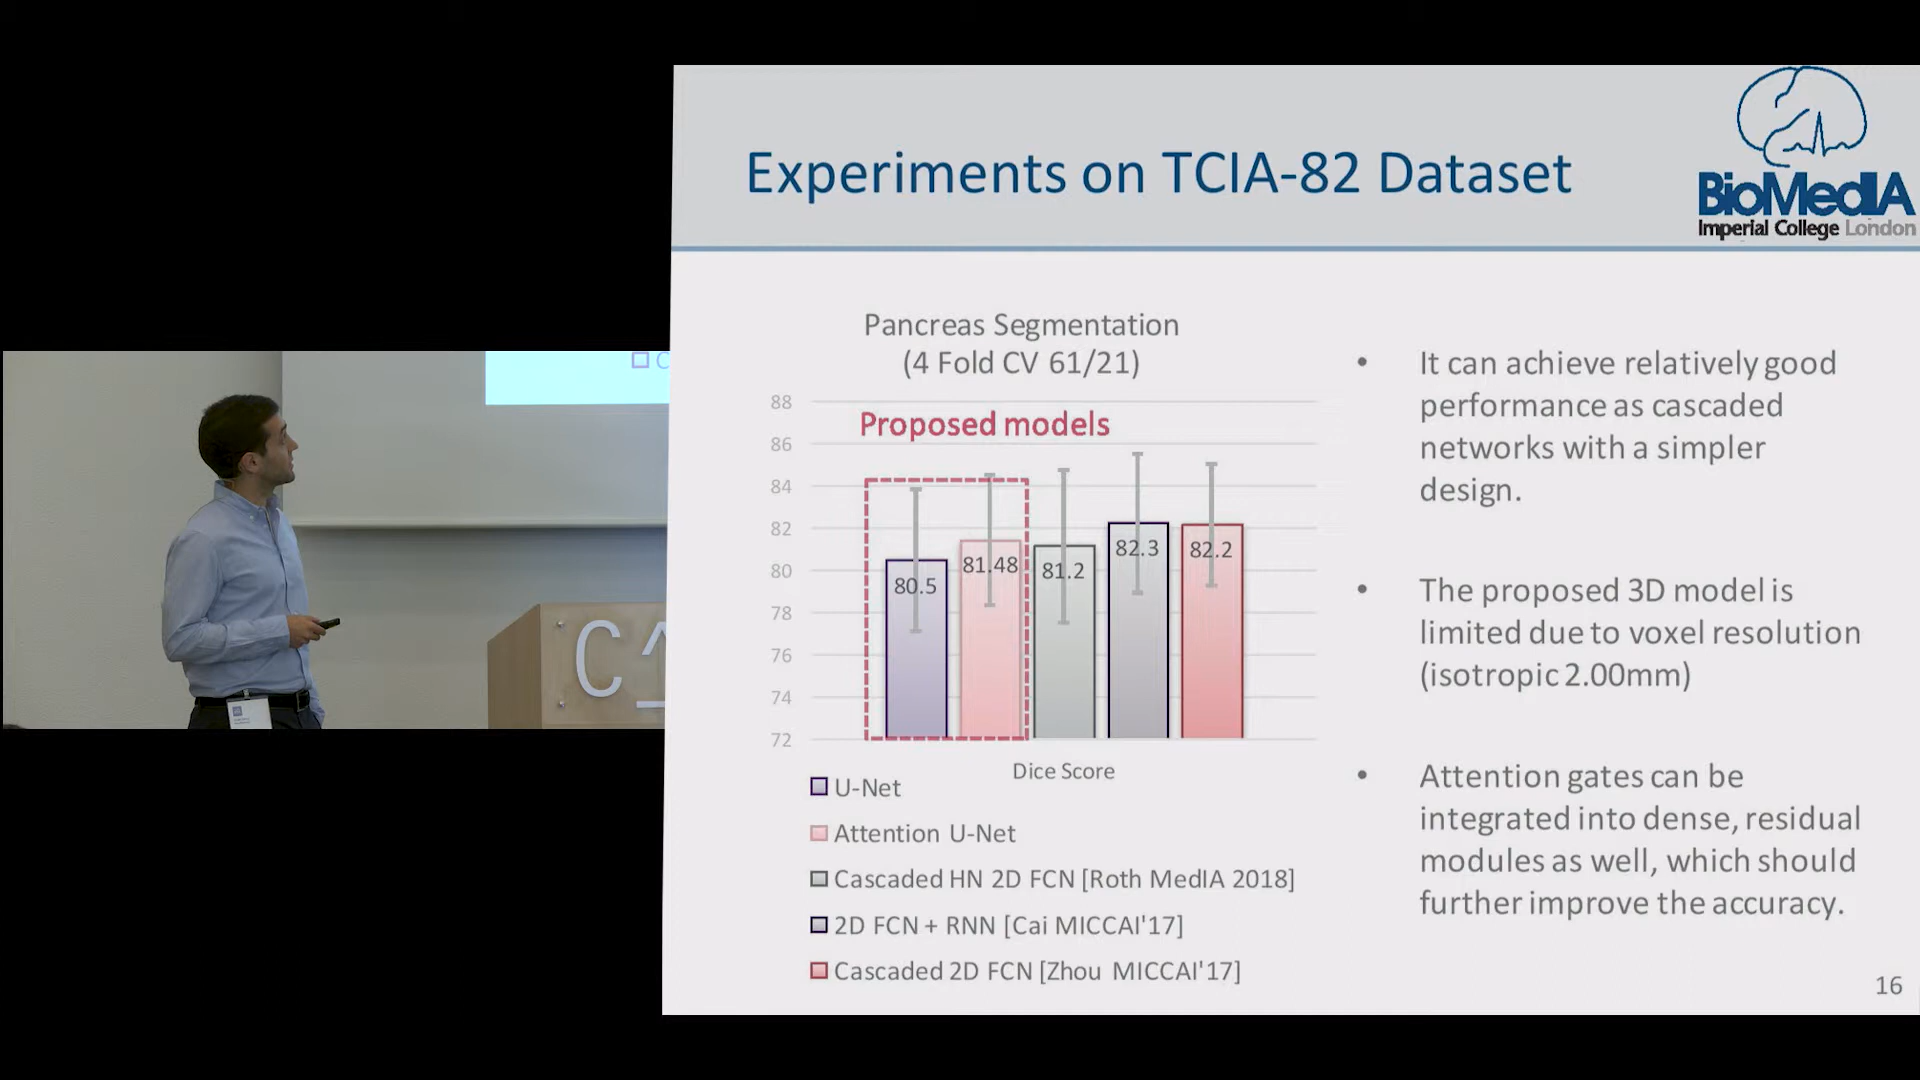 Experiments on TCIA-82 Dataset
BioMedIA
Imperial College London
Pancreas Segmentation
(4 Fold CV 61/21)
88
86
84
82
80
78
76
74
72
Proposed models
80.5
81.48
81.2
82.3
82.2
Dice Score
U-Net
Attention U-Net
Cascaded HN 2D FCN [Roth MedIA 2018]
2D FCN + RNN [Cai MICCAI'17]
Cascaded 2D FCN [Zhou MICCAI'17]
• It can achieve relatively good
performance as cascaded
networks with a simpler
design.
• The proposed 3D model is
limited due to voxel resolution
(isotropic 2.00mm)
• Attention gates can be
integrated into dense, residual
modules as well, which should
further improve the accuracy.
16
C